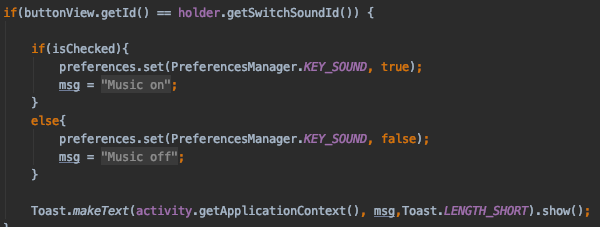 if(buttonView.getId() == holder.getSwitchSoundId()) {
if(isChecked){
preferences.set(PreferencesManager.KEY_SOUND, true);
msg = "Music on";
}
else{
preferences.set(PreferencesManager.KEY_SOUND, false);
msg = "Music off";
}
Toast.makeText(activity.getApplicationContext(), msg,Toast.LENGTH_SHORT).show();
}